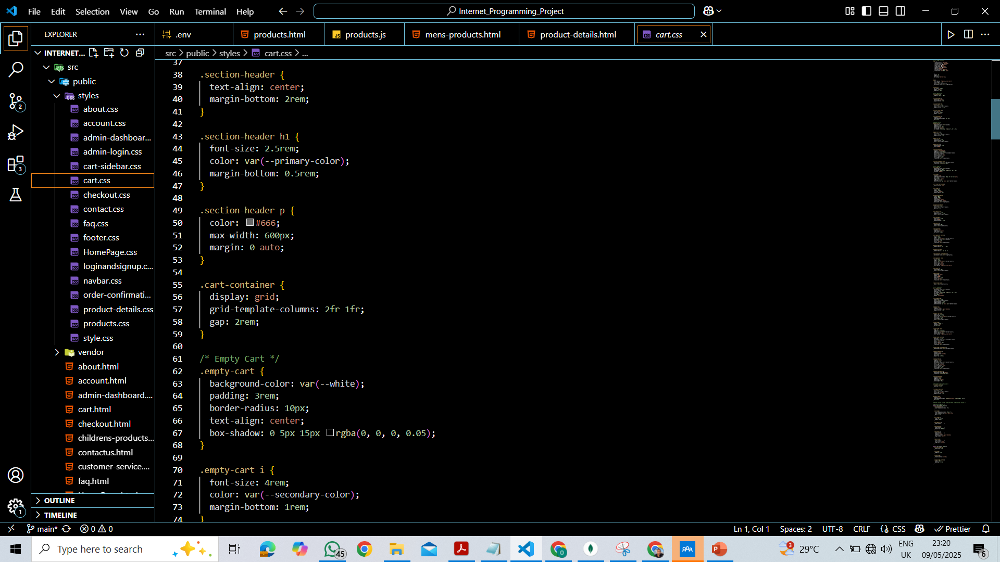 File Edit Selection View Go Run Terminal Help
Internet_Programming_Project
EXPLORER
.env
products.html
products.js
mens-products.html
product-details.html
cart.css
INTERNET...
src > public > styles > cart.css > ...
src
public
styles
about.css
account.css
admin-dashboar...
admin-login.css
cart-sidebar.css
cart.css
checkout.css
contact.css
faq.css
footer.css
HomePage.css
loginandsignup.c...
navbar.css
order-confirmati...
product-details.css
products.css
style.css
vendor
about.html
account.html
admin-dashboard....
cart.html
checkout.html
childrens-products...
contactus.html
customer-service....
faq.html
OUTLINE
TIMELINE
2
3
1
37
38 .section-header {
39 text-align: center;
40 margin-bottom: 2rem;
41 }
42
43 .section-header h1 {
44 font-size: 2.5rem;
45 color: var(--primary-color);
46 margin-bottom: 0.5rem;
47 }
48
49 .section-header p {
50 color: #666;
51 max-width: 600px;
52 margin: 0 auto;
53 }
54
55 .cart-container {
56 display: grid;
57 grid-template-columns: 2fr 1fr;
58 gap: 2rem;
59 }
60
61 /* Empty Cart */
62 .empty-cart {
63 background-color: var(--white);
64 padding: 3rem;
65 border-radius: 10px;
66 text-align: center;
67 box-shadow: 0 5px 15px rgba(0, 0, 0, 0.05);
68 }
69
70 .empty-cart i {
71 font-size: 4rem;
72 color: var(--secondary-color);
73 margin-bottom: 1rem;
74 }
main* 0 0
Ln 1, Col 1 Spaces: 2 UTF-8 CRLF {} CSS Prettier
Type here to search
45
3
29°C
ENG
UK
23:20
09/05/2025
6